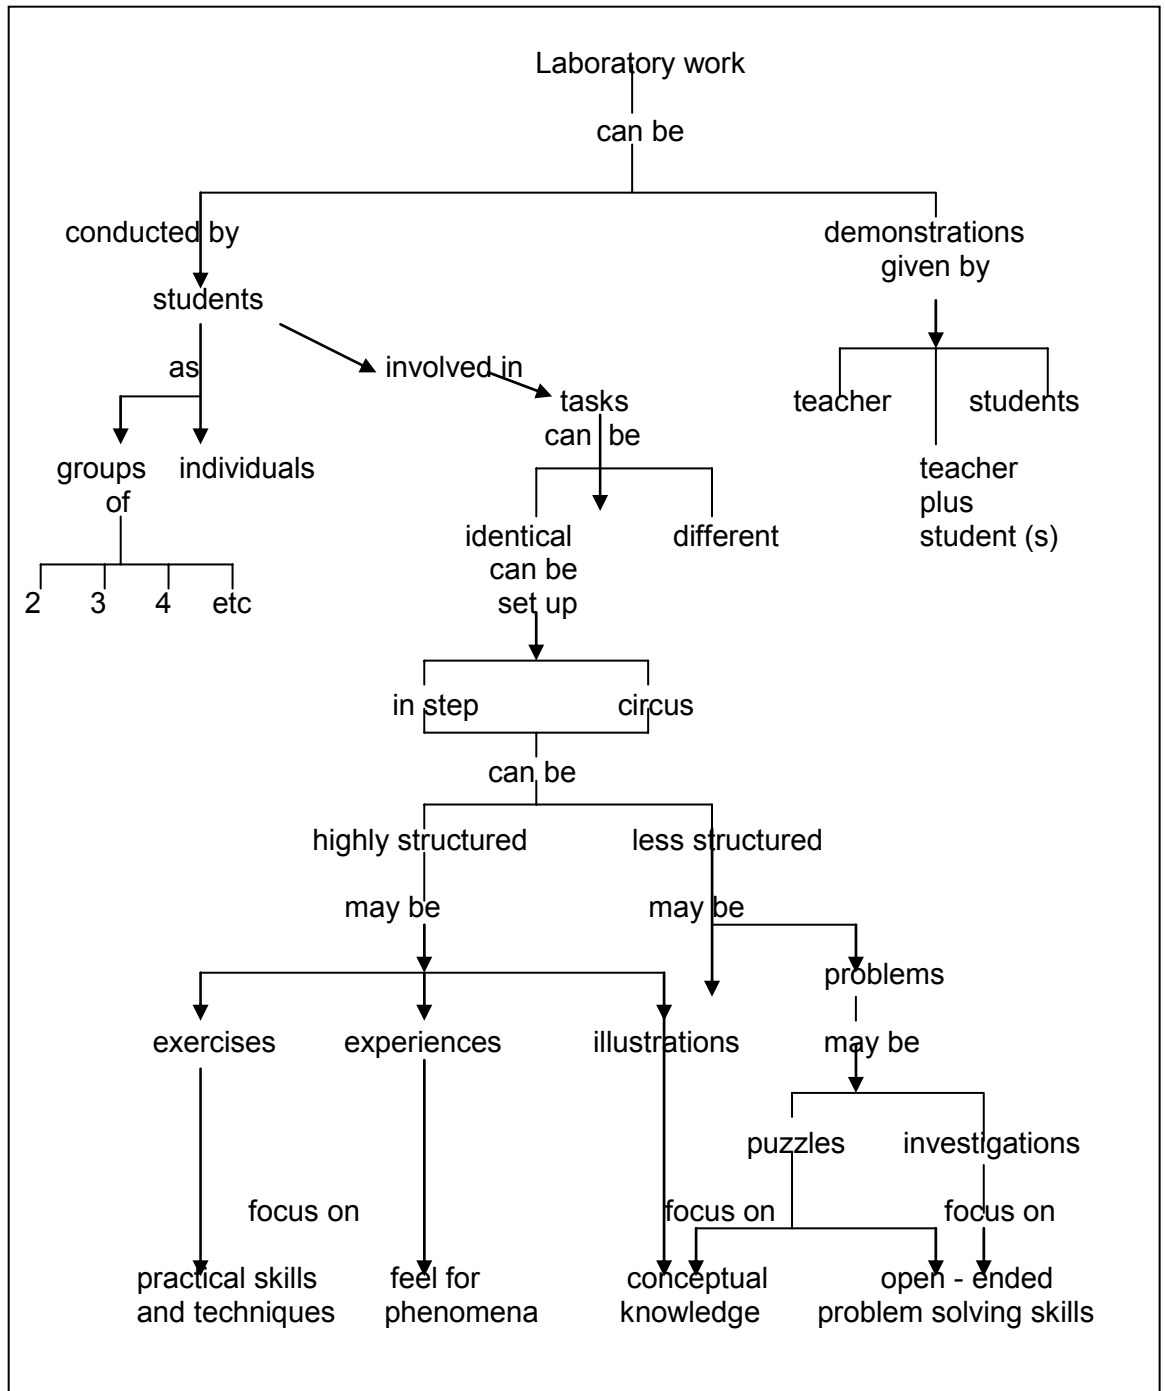 Laboratory work
can be
conducted by
demonstrations
given by
students
as
involved in
tasks
can be
teacher
students
groups
of
individuals
teacher
plus
student (s)
identical
can be
set up
different
2 3 4 etc
in step
circus
can be
highly structured
less structured
may be
may be
problems
exercises
experiences
illustrations
may be
puzzles
investigations
focus on
focus on
focus on
practical skills
and techniques
feel for
phenomena
conceptual
knowledge
open - ended
problem solving skills